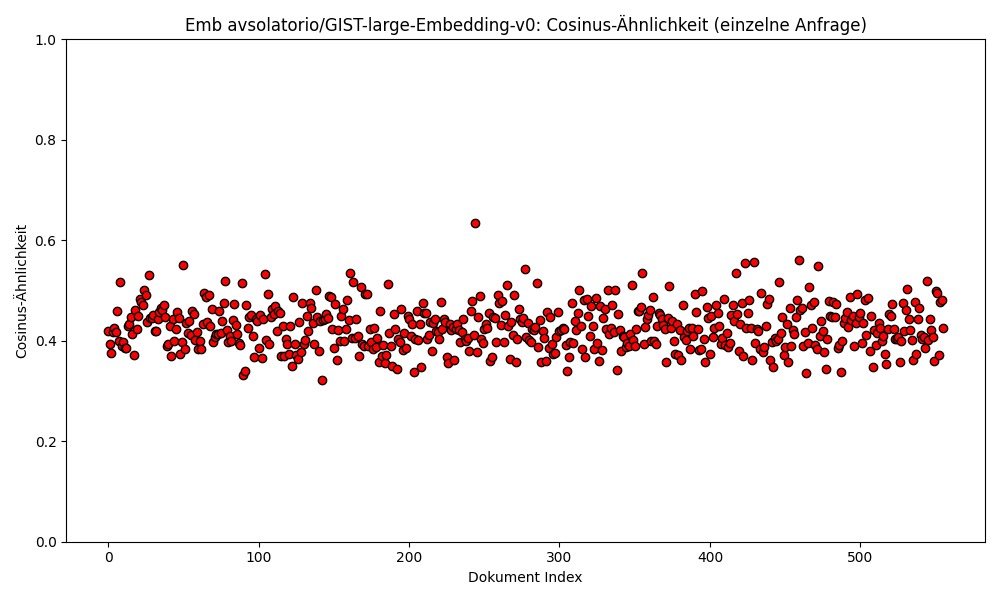 Emb avsolatorio/GIST-large-Embedding-v0: Cosinus-Ähnlichkeit (einzelne Anfrage)
1.0
0.8
0.6
0.4
0.2
0.0
Cosinus-Ähnlichkeit
0 100 200 300 400 500
Dokument Index